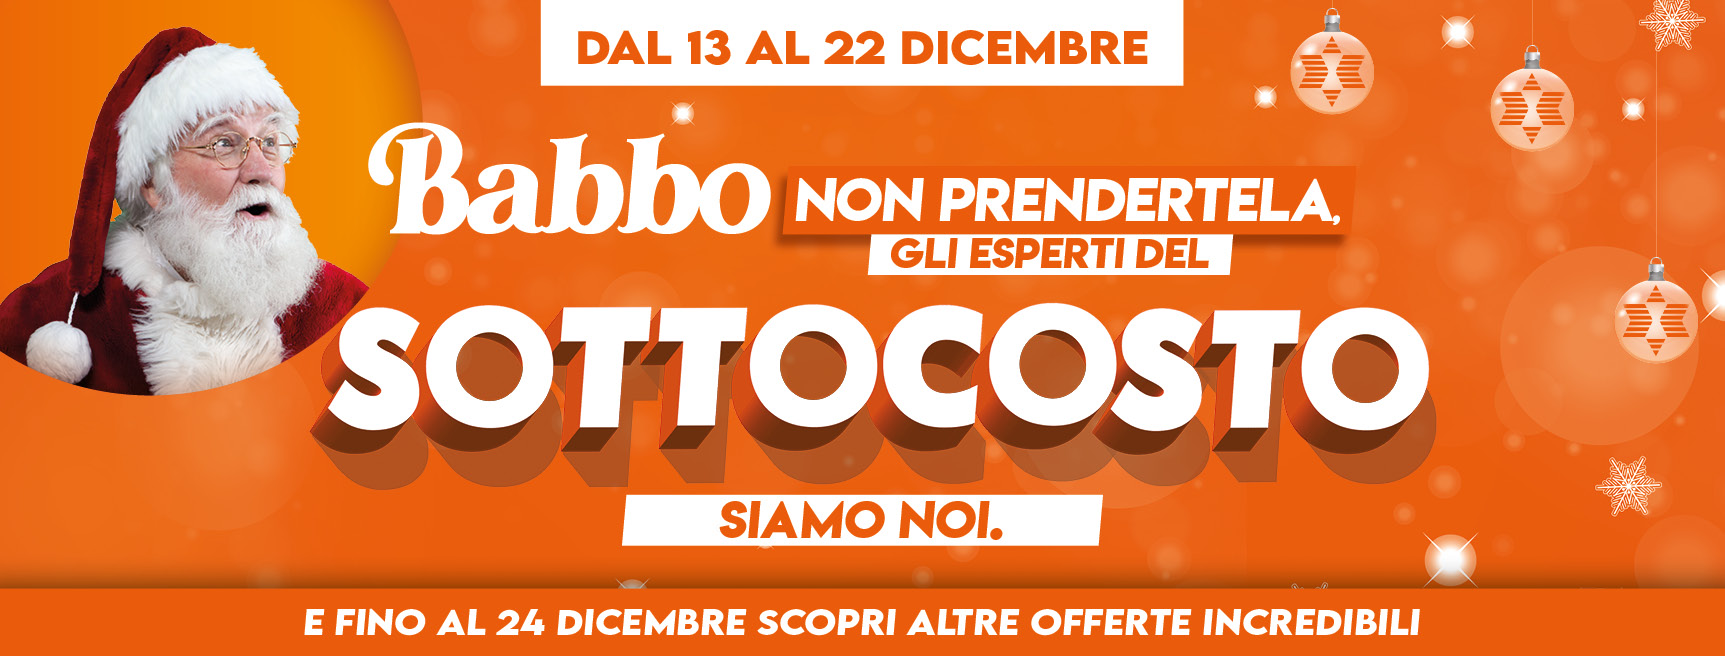 DAL 13 AL 22 DICEMBRE
Babbo NON PRENDERTELA,
GLI ESPERTI DEL
SOTTOCOSTO
SIAMO NOI.
E FINO AL 24 DICEMBRE SCOPRI ALTRE OFFERTE INCREDIBILI